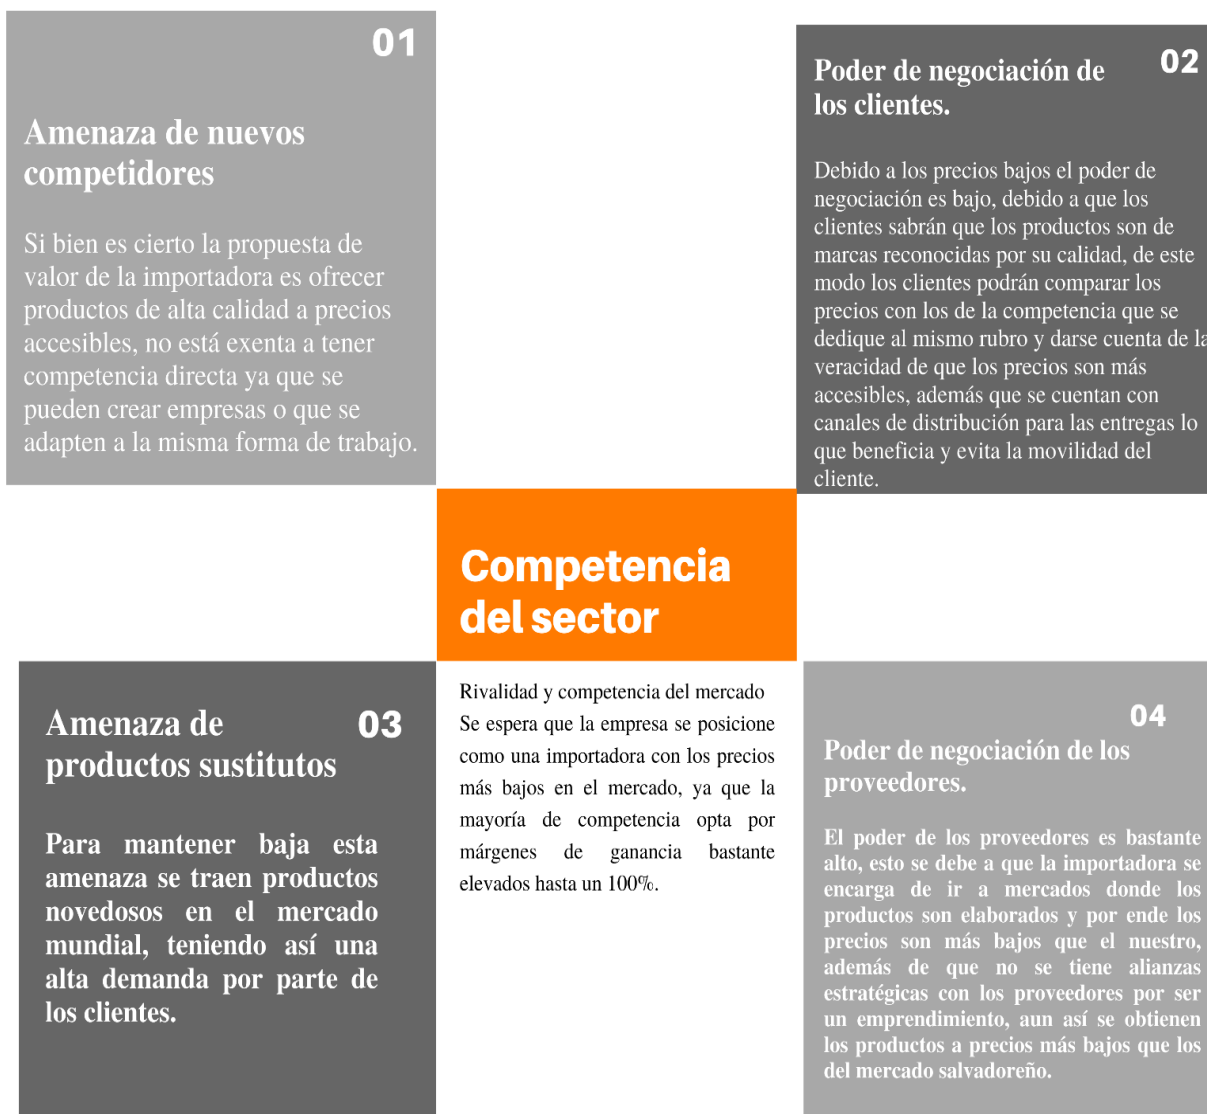 01
Amenaza de nuevos
competidores
Si bien es cierto la propuesta de
valor de la importadora es ofrecer
productos de alta calidad a precios
accesibles, no está exenta a tener
competencia directa ya que se
pueden crear empresas o que se
adapten a la misma forma de trabajo.
02
Poder de negociación de
los clientes.
Debido a los precios bajos el poder de
negociación es bajo, debido a que los
clientes sabrán que los productos son de
marcas reconocidas por su calidad, de este
modo los clientes podrán comparar los
precios con los de la competencia que se
dedique al mismo rubro y darse cuenta de la
veracidad de que los precios son más
accesibles, además que se cuentan con
canales de distribución para las entregas lo
que beneficia y evita la movilidad del
cliente.
Competencia
del sector
Rivalidad y competencia del mercado
Se espera que la empresa se posicione
como una importadora con los precios
más bajos en el mercado, ya que la
mayoría de competencia opta por
márgenes de ganancia bastante
elevados hasta un 100%.
03
Amenaza de
productos sustitutos
Para mantener baja esta
amenaza se traen productos
novedosos en el mercado
mundial, teniendo así una
alta demanda por parte de
los clientes.
04
Poder de negociación de los
proveedores.
El poder de los proveedores es bastante
alto, esto se debe a que la importadora se
encarga de ir a mercados donde los
productos son elaborados y por ende los
precios son más bajos que el nuestro,
además de que no se tiene alianzas
estratégicas con los proveedores por ser
un emprendimiento, aun así se obtienen
los productos a precios más bajos que los
del mercado salvadoreño.